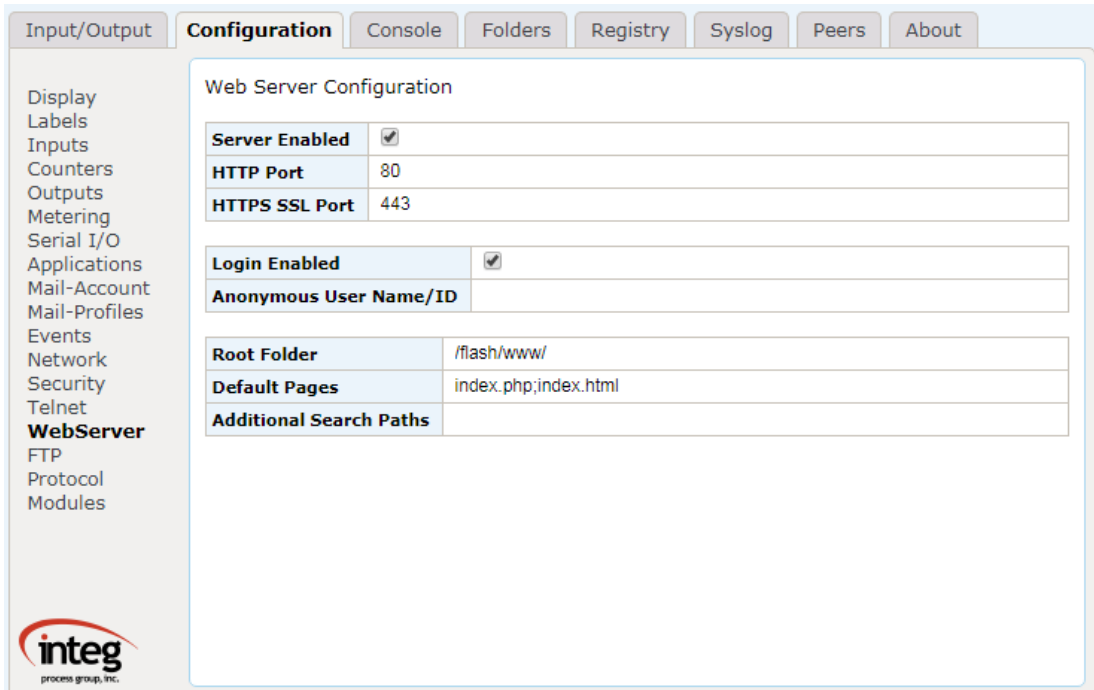 Input/Output Configuration Console Folders Registry Syslog Peers About
Display
Labels
Inputs
Counters
Outputs
Metering
Serial I/O
Applications
Mail-Account
Mail-Profiles
Events
Network
Security
Telnet
WebServer
FTP
Protocol
Modules
integ
process group, inc.
Web Server Configuration
Server Enabled
HTTP Port 80
HTTPS SSL Port 443
Login Enabled
Anonymous User Name/ID
Root Folder /flash/www/
Default Pages index.php;index.html
Additional Search Paths